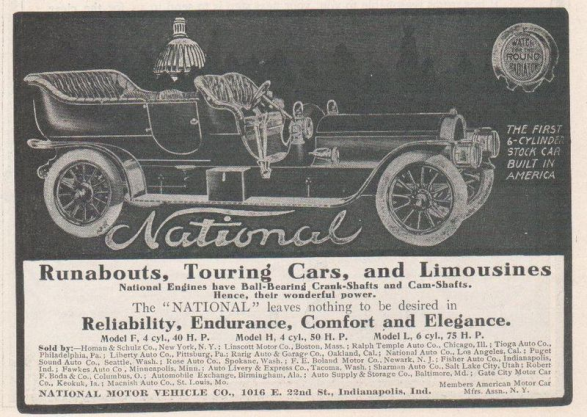 WATCH
FOR THE
ROUND
RADIATOR
THE FIRST
6-CYLINDER
STOCK CAR
BUILT IN
AMERICA
National
Runabouts, Touring Cars, and Limousines
National Engines have Ball-Bearing Crank-Shafts and Cam-Shafts.
Hence, their wonderful power.
The "NATIONAL" leaves nothing to be desired in
Reliability, Endurance, Comfort and Elegance.
Model F, 4 cyl., 40 H. P. Model H, 4 cyl., 50 H. P. Model L, 6 cyl., 75 H. P.
Sold by:—Homan & Schulz Co., New York, N. Y.; Linscott Motor Co., Boston, Mass.; Ralph Temple Auto Co., Chicago, Ill.; Tioga Auto Co.,
Philadelphia, Pa.; Liberty Auto Co., Pittsburg, Pa.; Rarig Auto & Garage Co., Oakland, Cal.; National Auto Co., Los Angeles, Cal.; Puget
Sound Auto Co., Seattle, Wash.; Rose Auto Co., Spokane, Wash.; F. E. Boland Motor Co., Newark, N. J.; Fisher Auto Co., Indianapolis,
Ind.; Fawkes Auto Co., Minneapolis, Minn.; Auto Livery & Express Co., Tacoma, Wash.; Sharman Auto Co., Salt Lake City, Utah; Robert
F. Boda & Co., Columbus, O.; Automobile Exchange, Birmingham, Ala.; Auto Supply & Storage Co., Baltimore, Md.; Gate City Motor Car
Co., Keokuk, Ia.; Macnish Auto Co., St. Louis, Mo. Members American Motor Car
NATIONAL MOTOR VEHICLE CO., 1016 E. 22nd St., Indianapolis, Ind. Mfrs. Assn., N. Y.